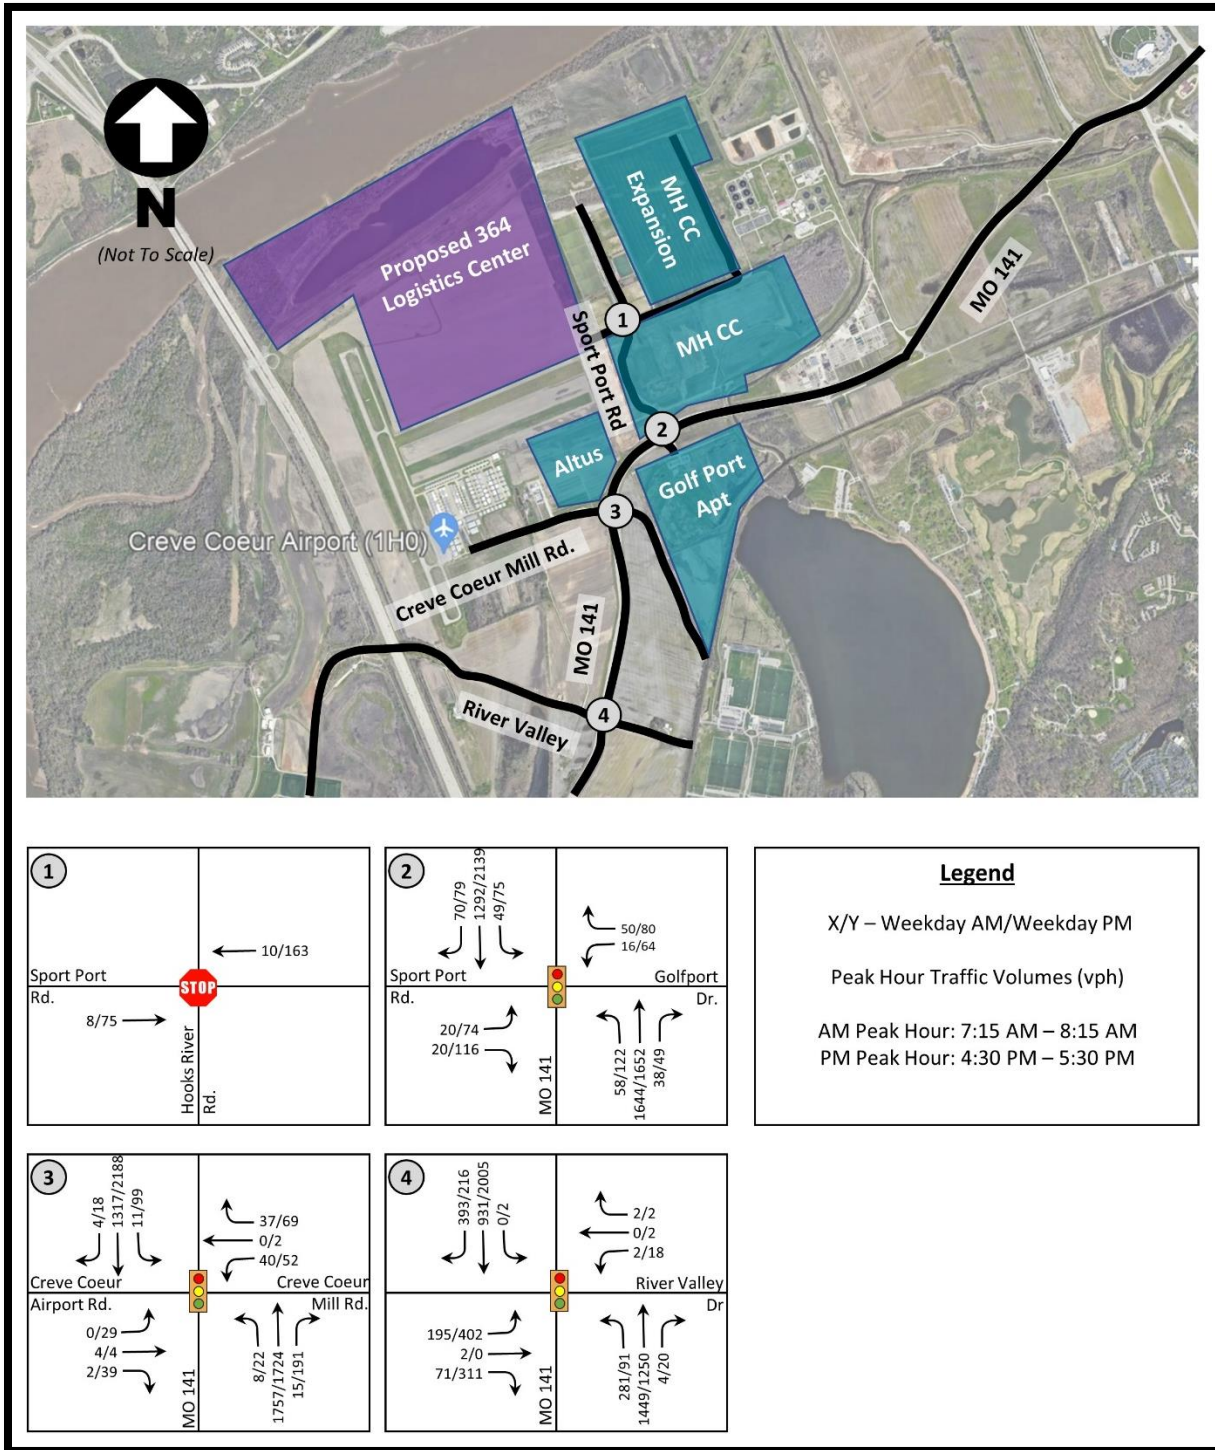 N
(Not To Scale)
Proposed 364
Logistics Center
MH CC
Expansion
MO 141
1
MH CC
Sport Port Rd
2
Altus
Golf Port
Apt
3
Creve Coeur Airport (1H0)
Creve Coeur Mill Rd.
MO 141
4
River Valley
1
10/163
Sport Port
Rd.
STOP
8/75
Hooks River
Rd.
2
70/79
1292/2139
49/75
50/80
16/64
Sport Port
Rd.
Golfport
Dr.
20/74
20/116
MO 141
58/122
1644/1652
38/49
Legend
X/Y – Weekday AM/Weekday PM
Peak Hour Traffic Volumes (vph)
AM Peak Hour: 7:15 AM – 8:15 AM
PM Peak Hour: 4:30 PM – 5:30 PM
3
4/18
1317/2188
11/99
37/69
0/2
40/52
Creve Coeur
Airport Rd.
Creve Coeur
Mill Rd.
0/29
4/4
2/39
MO 141
8/22
1757/1724
15/191
4
393/216
931/2005
0/2
2/2
0/2
2/18
River Valley
Dr
195/402
2/0
71/311
MO 141
281/91
1449/1250
4/20